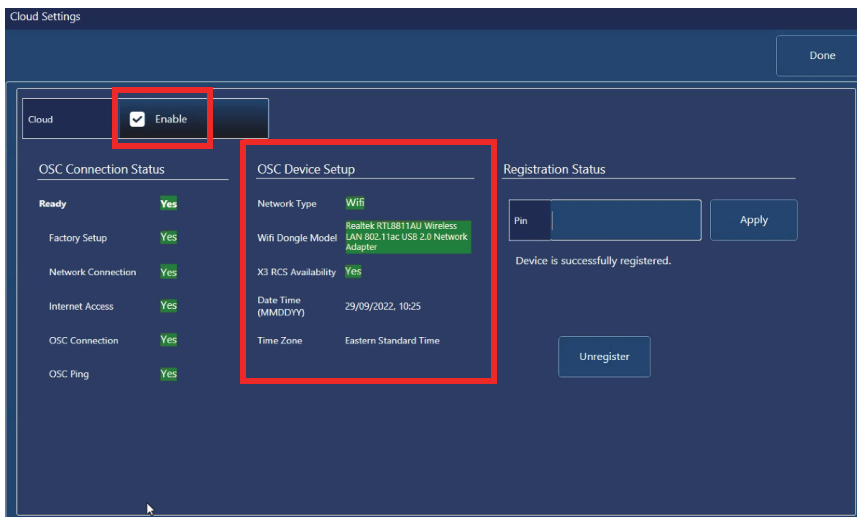 Cloud Settings
Done
Cloud
Enable
OSC Connection Status
Ready Yes
Factory Setup Yes
Network Connection Yes
Internet Access Yes
OSC Connection Yes
OSC Ping Yes
OSC Device Setup
Network Type Wifi
Wifi Dongle Model Realtek RTL8811AU Wireless
LAN 802.11ac USB 2.0 Network
Adapter
X3 RCS Availability Yes
Date Time
(MMDDYY) 29/09/2022, 10:25
Time Zone Eastern Standard Time
Registration Status
Pin
Apply
Device is successfully registered.
Unregister